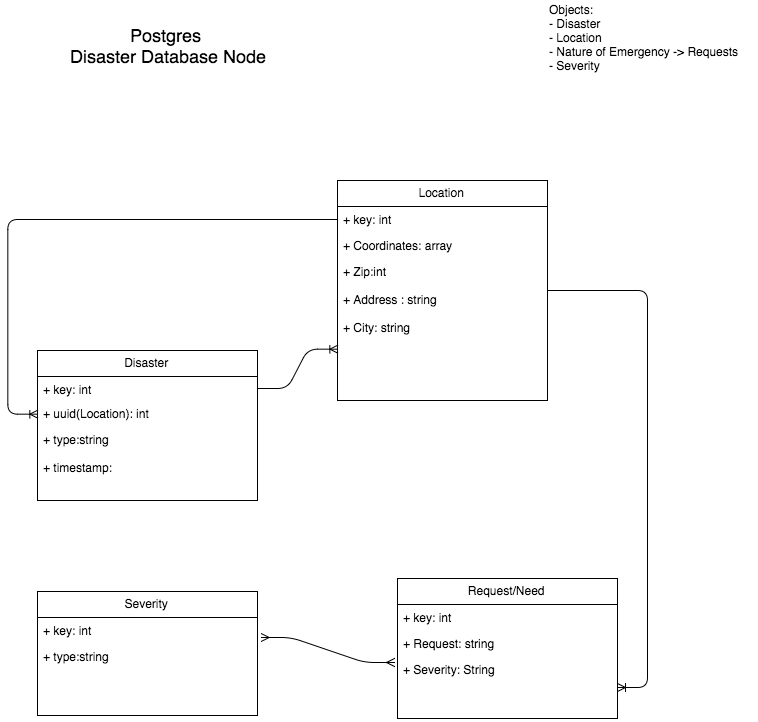 Postgres
Disaster Database Node
Objects:
- Disaster
- Location
- Nature of Emergency -> Requests
- Severity
Location
+ key: int
+ Coordinates: array
+ Zip:int
+ Address : string
+ City: string
Disaster
+ key: int
+ uuid(Location): int
+ type:string
+ timestamp:
Severity
+ key: int
+ type:string
Request/Need
+ key: int
+ Request: string
+ Severity: String